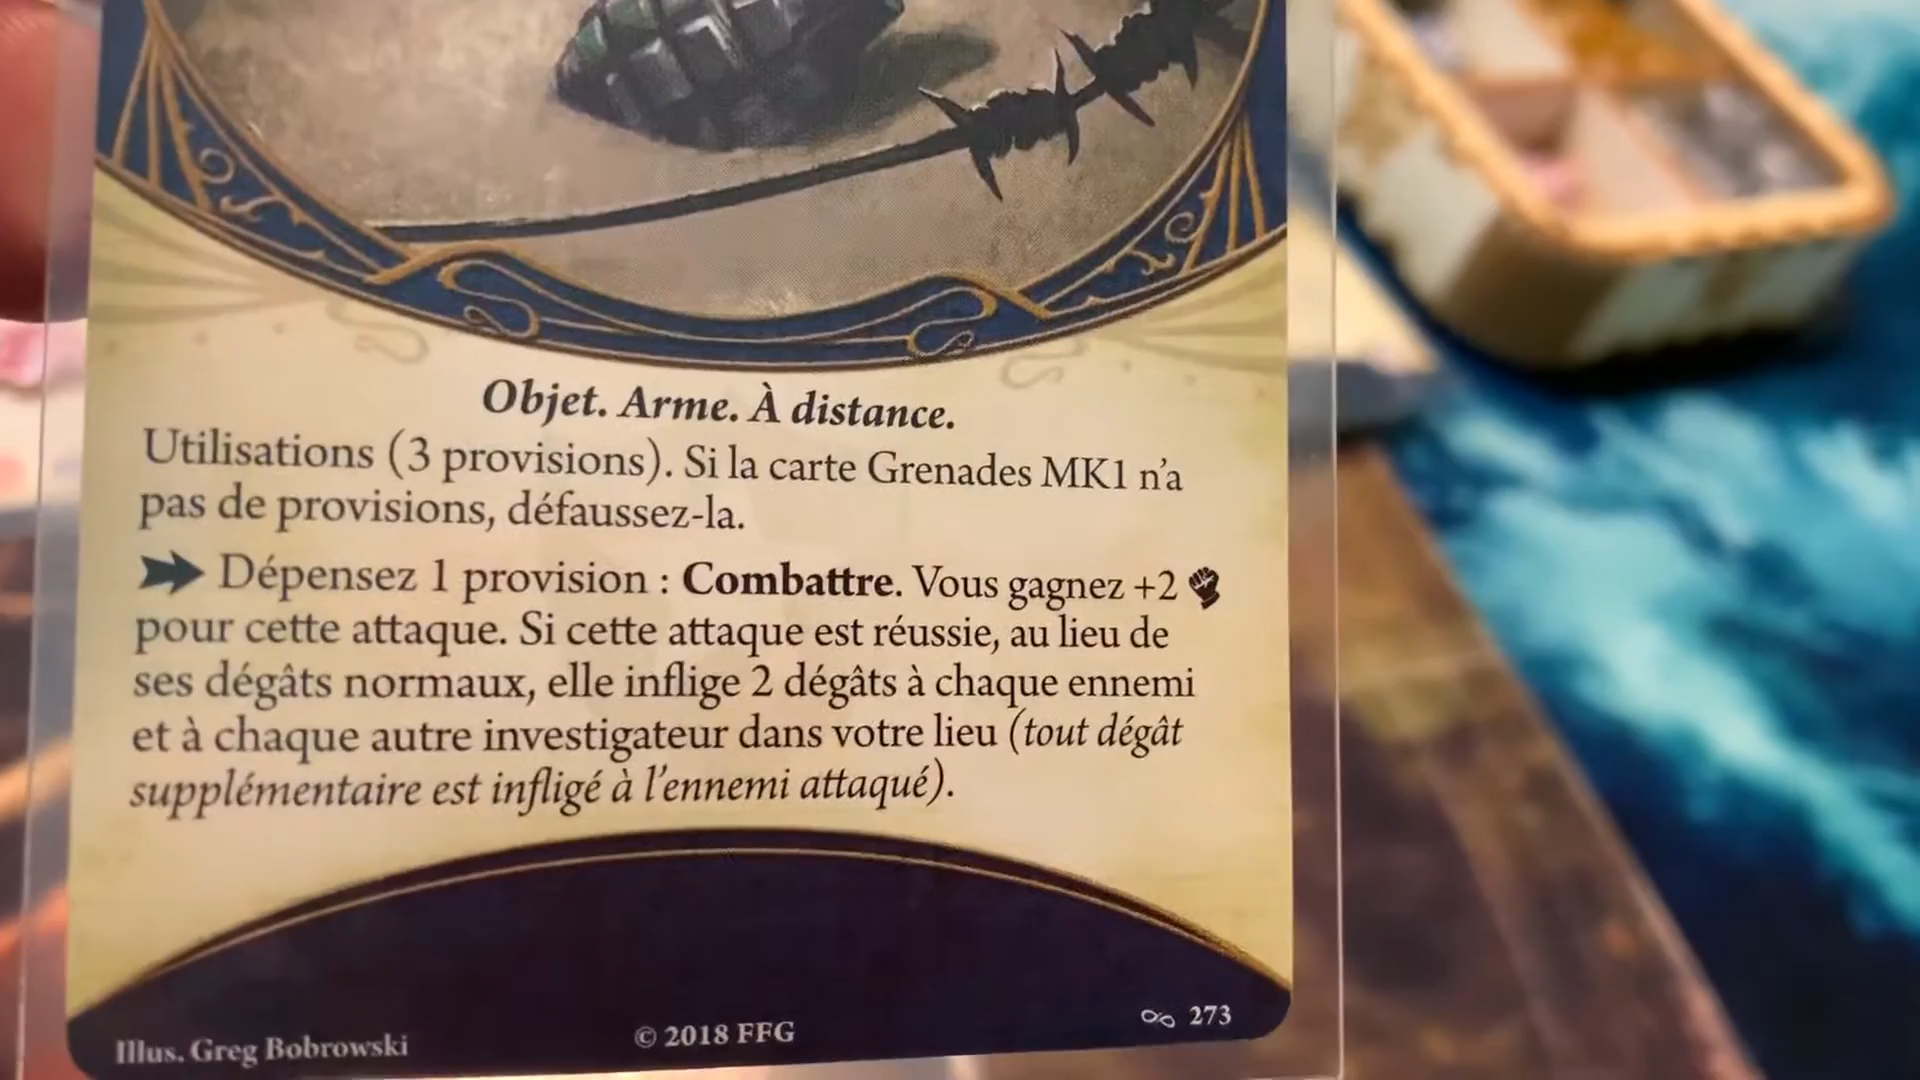 Objet. Arme. À distance.
Utilisations (3 provisions). Si la carte Grenades MK1 n'a
pas de provisions, défaussez-la.
Dépensez 1 provision : Combattre. Vous gagnez +2
pour cette attaque. Si cette attaque est réussie, au lieu de
ses dégâts normaux, elle inflige 2 dégâts à chaque ennemi
et à chaque autre investigateur dans votre lieu (tout dégât
supplémentaire est infligé à l'ennemi attaqué).
Illus. Greg Bobrowski
© 2018 FFG
273